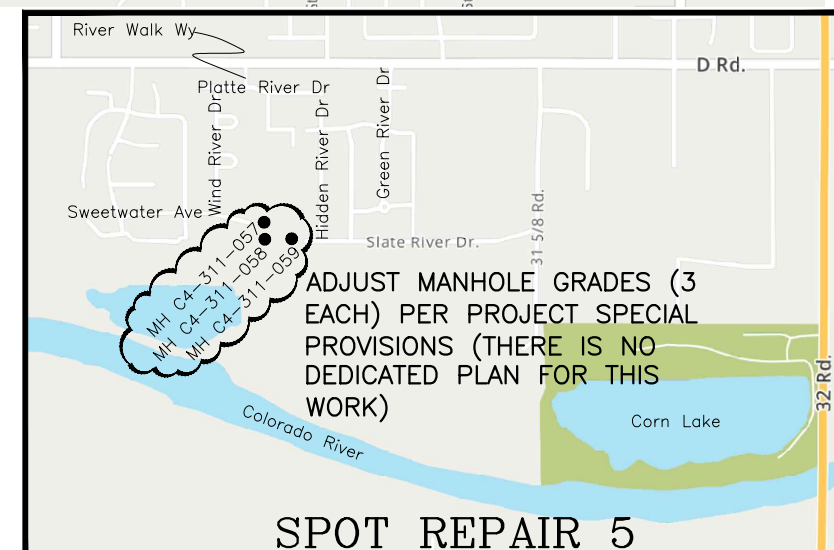 River Walk Wy
D Rd.
Platte River Dr
Wind River Dr
Hidden River Dr
Green River Dr
31 5/8 Rd.
Sweetwater Ave
Slate River Dr.
MH C4-311-057
MH C4-311-058
MH C4-311-059
ADJUST MANHOLE GRADES (3
EACH) PER PROJECT SPECIAL
PROVISIONS (THERE IS NO
DEDICATED PLAN FOR THIS
WORK)
32 Rd.
Corn Lake
Colorado River
SPOT REPAIR 5